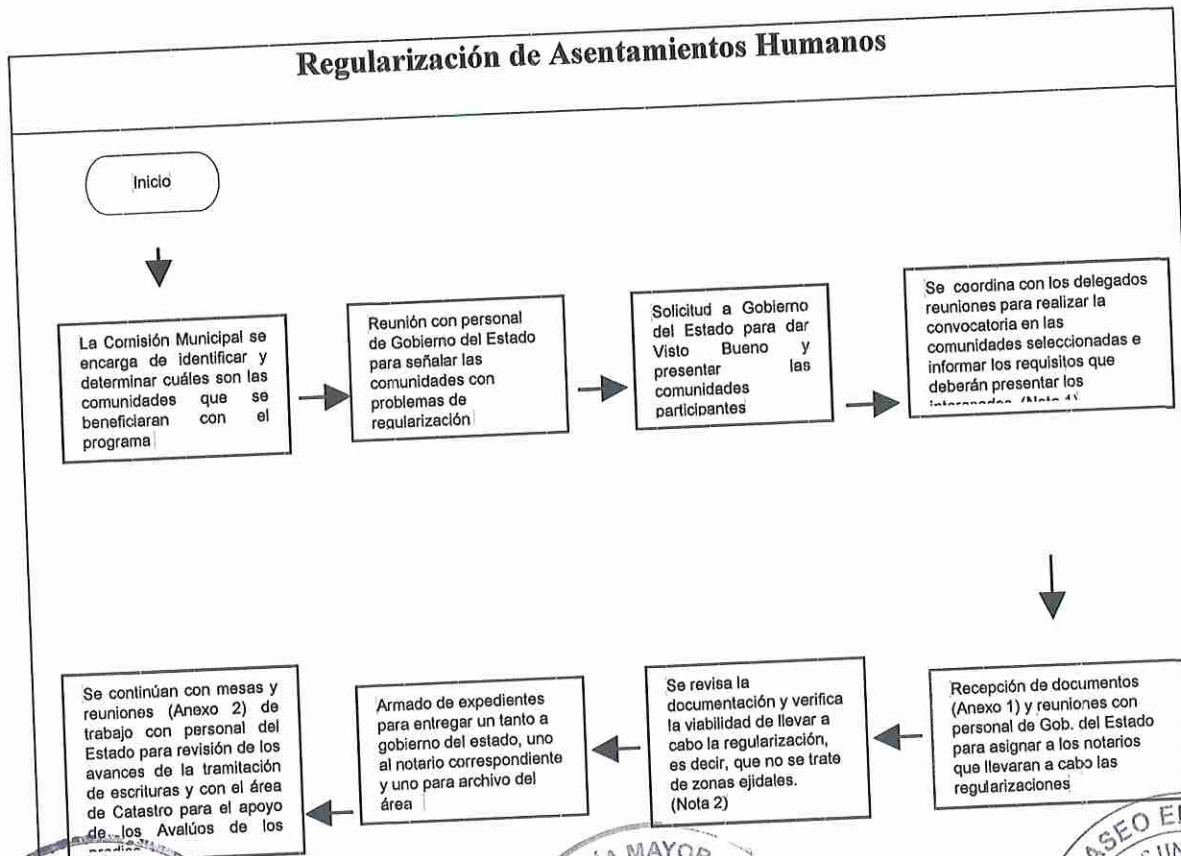 Regularización de Asentamientos Humanos
Inicio
La Comisión Municipal se
encarga de identificar y
determinar cuáles son las
comunidades que se
beneficiaran con el
programa
Reunión con personal
de Gobierno del Estado
para señalar las
comunidades con
problemas de
regularización
Solicitud a Gobierno
del Estado para dar
Visto Bueno y
presentar las
comunidades
participantes
Se coordina con los delegados
reuniones para realizar la
convocatoria en las
comunidades seleccionadas e
informar los requisitos que
deberán presentar los
interesados (Nota 1)
Recepción de documentos
(Anexo 1) y reuniones con
personal de Gob. del Estado
para asignar a los notarios
que llevaran a cabo las
regularizaciones
Se revisa la
documentación y verifica
la viabilidad de llevar a
cabo la regularización,
es decir, que no se trate
de zonas ejidales.
(Nota 2)
Armado de expedientes
para entregar un tanto a
gobierno del estado, uno
al notario correspondiente
y uno para archivo del
área
Se continúan con mesas y
reuniones (Anexo 2) de
trabajo con personal del
Estado para revisión de los
avances de la tramitación
de escrituras y con el área
de Catastro para el apoyo
de los Avalúos de los
predios
MAYOR
ASEO